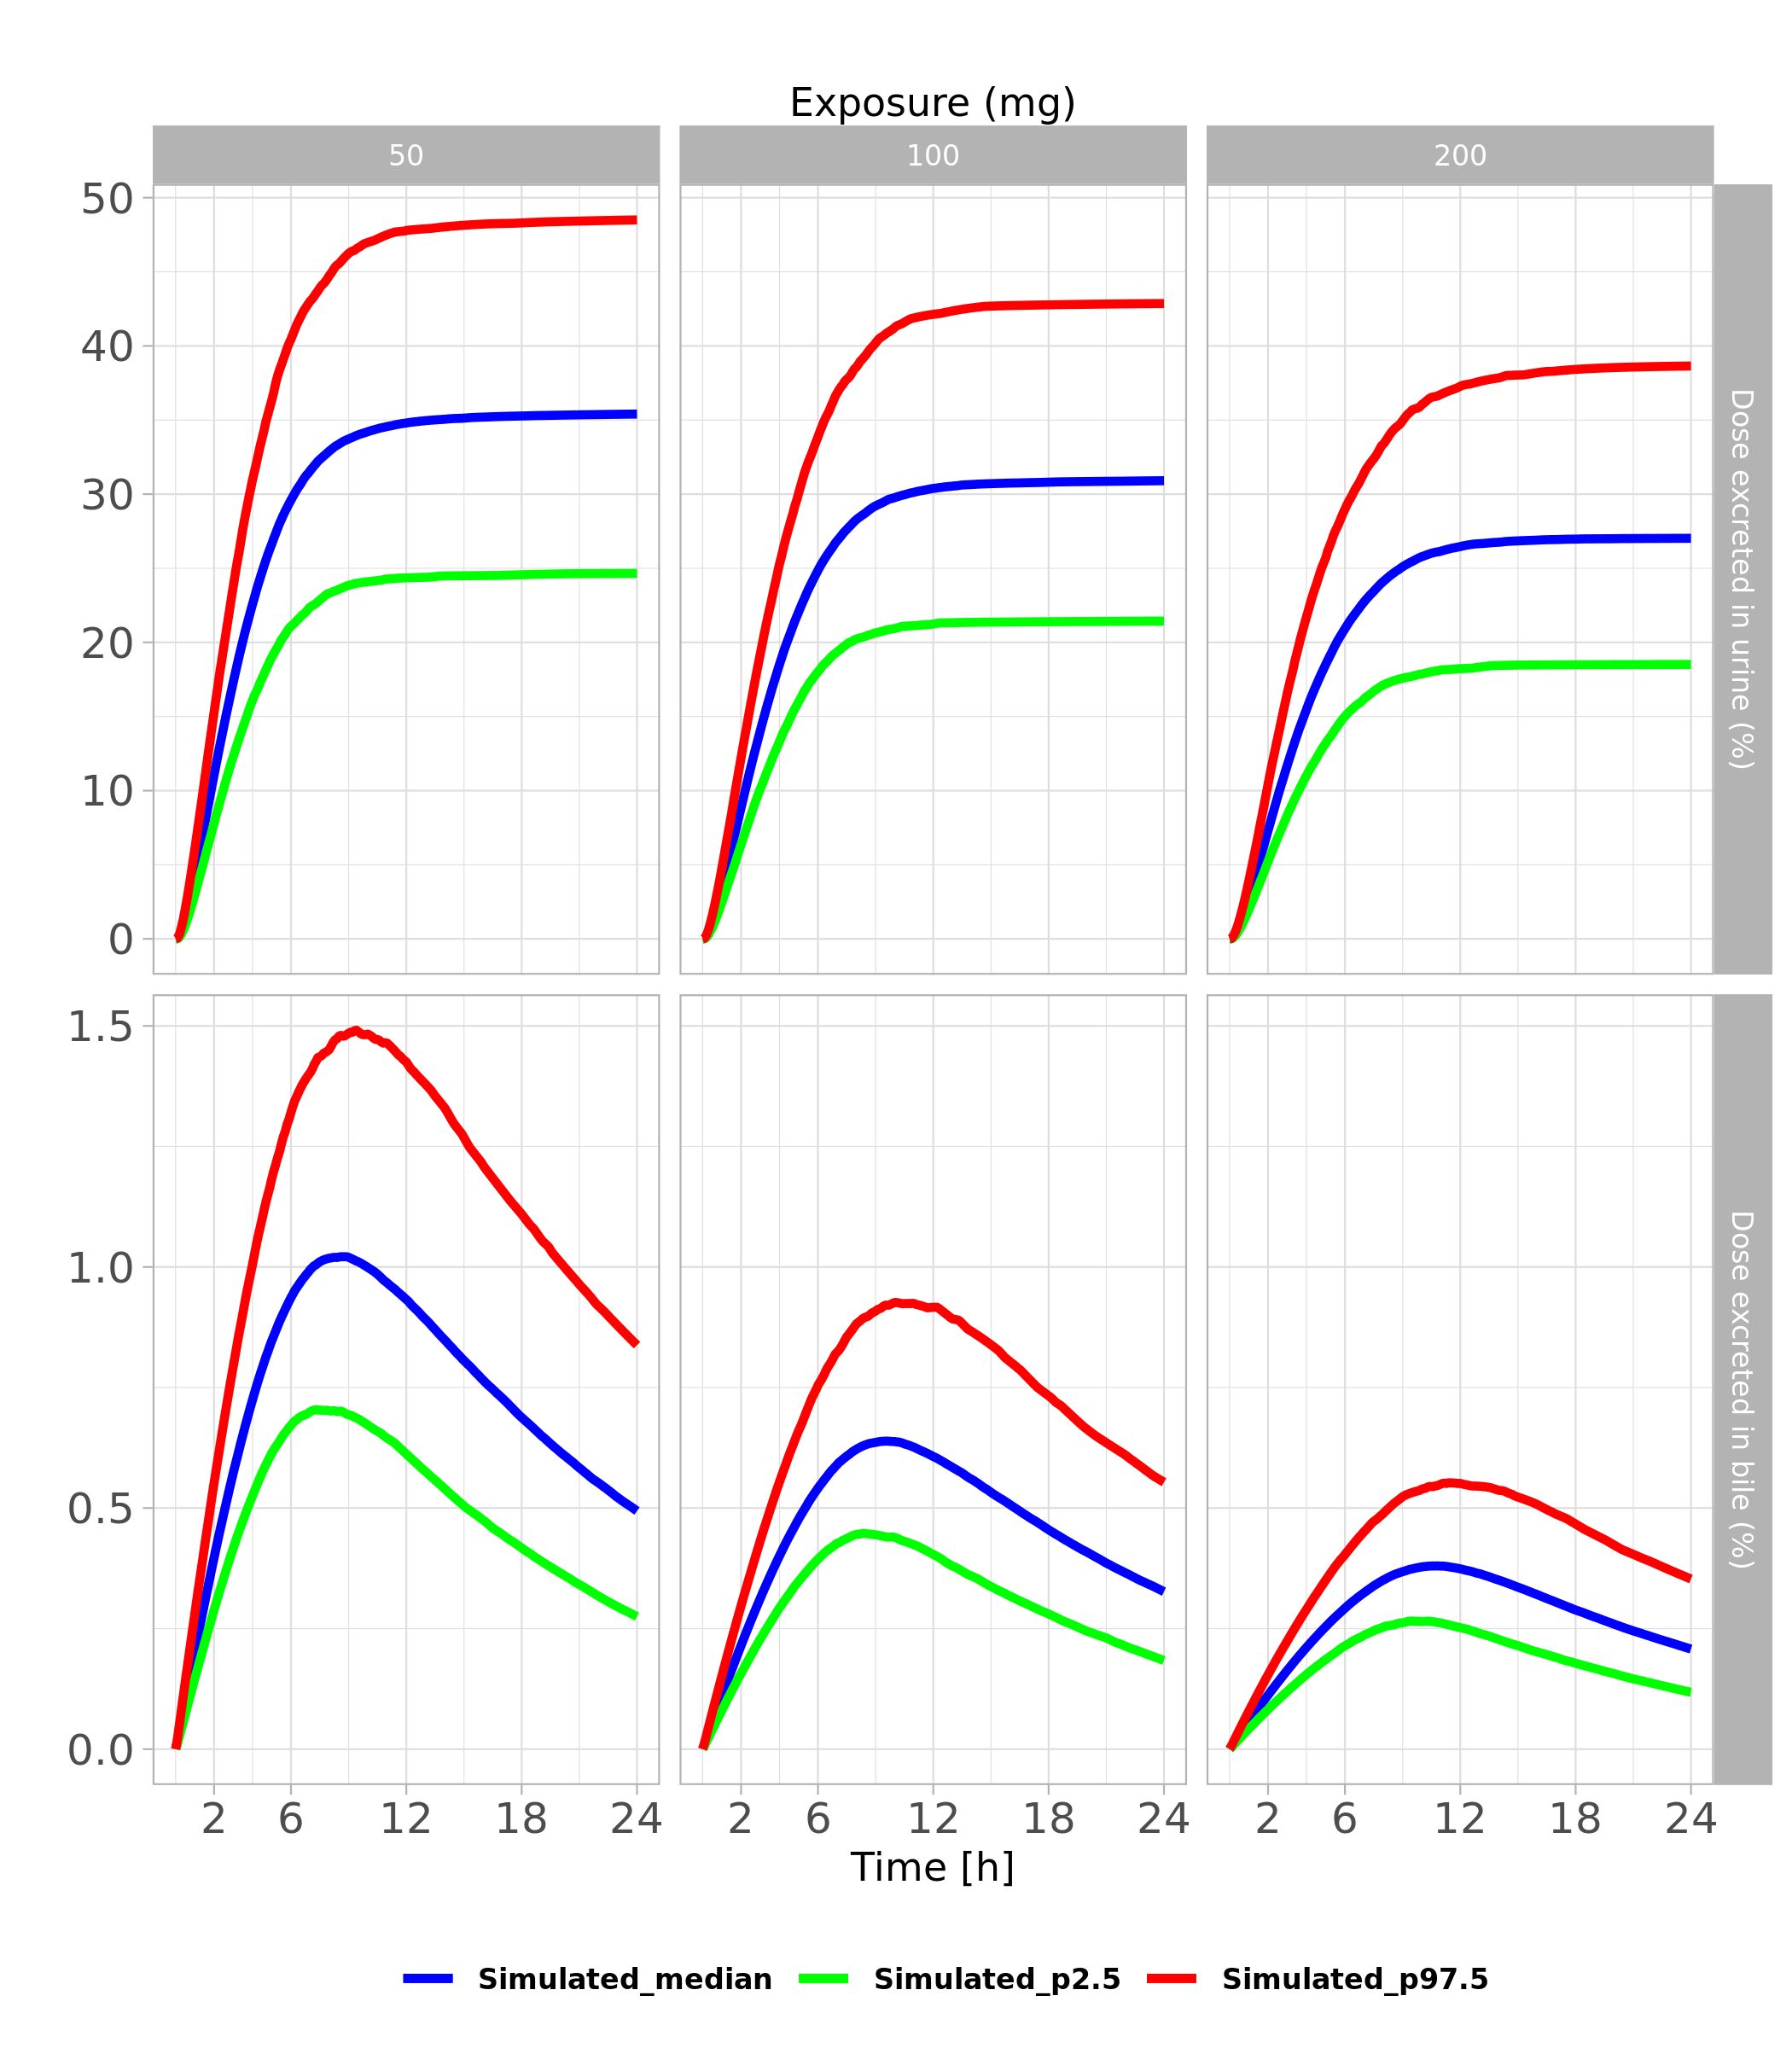 Exposure (mg)
50 100 200
50
40
30
20
10
0
Dose excreted in urine (%)
1.5
1.0
0.5
0.0
Dose excreted in bile (%)
2 6 12 18 24 2 6 12 18 24 2 6 12 18 24
Time [h]
Simulated_median Simulated_p2.5 Simulated_p97.5